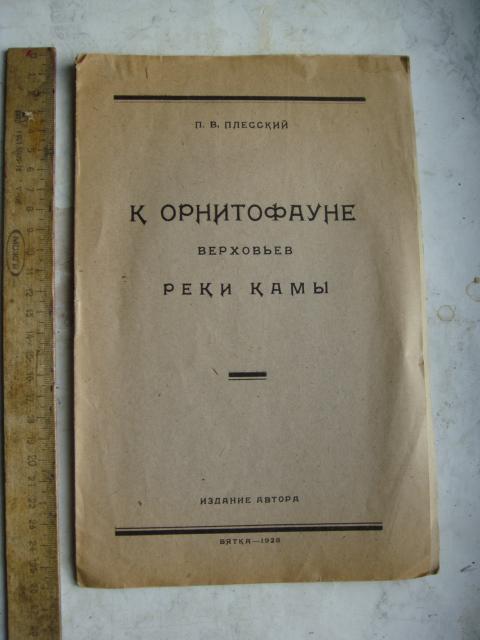 П. В. ПЛЕССКИЙ
К ОРНИТОФАУНЕ
ВЕРХОВЬЕВ
РЕКИ КАМЫ
ИЗДАНИЕ АВТОРА
ВЯТКА—1928